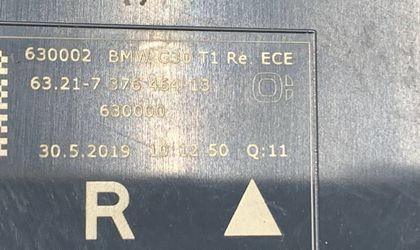 630002 BMW G30 T1 Re. ECE
63.21-7 376 464-13
630000
30.5.2019 10:12 50 Q:11
R